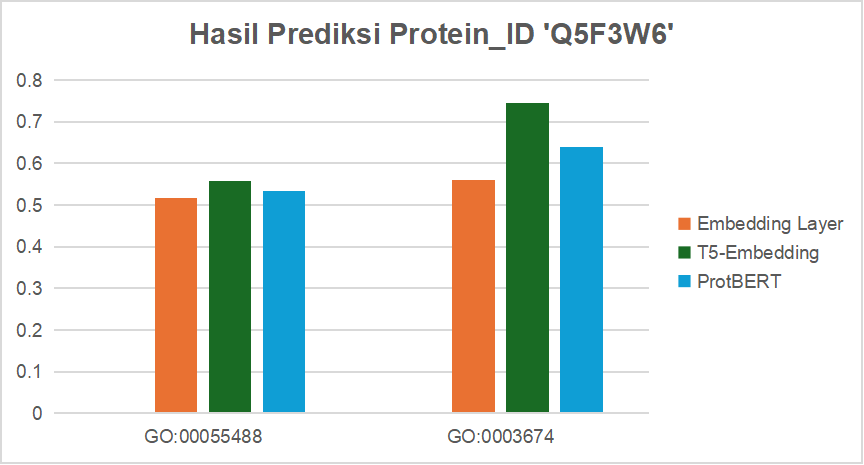 Hasil Prediksi Protein_ID 'Q5F3W6'
0.8
0.7
0.6
0.5
0.4
0.3
0.2
0.1
0
GO:00055488
GO:0003674
Embedding Layer
T5-Embedding
ProtBERT